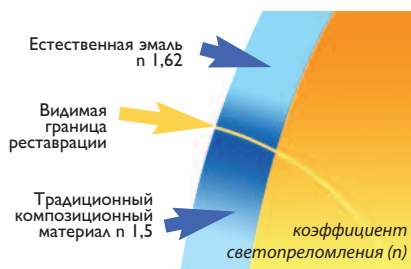 Естественная эмаль
n 1,62
Видимая
граница
реставрации
Традиционный
композиционный
материал n 1,5
коэффициент
светопреломления (n)